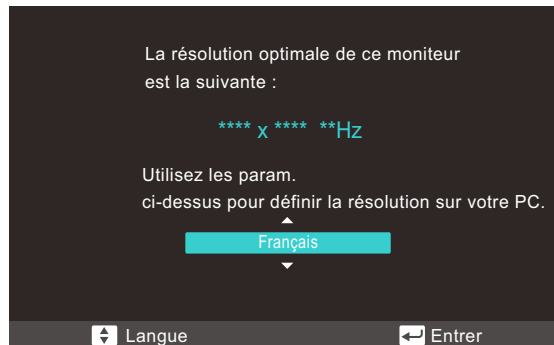 La résolution optimale de ce moniteur
est la suivante :
**** x **** **Hz
Utilisez les param.
ci-dessus pour définir la résolution sur votre PC.
Français
Langue
Entrer